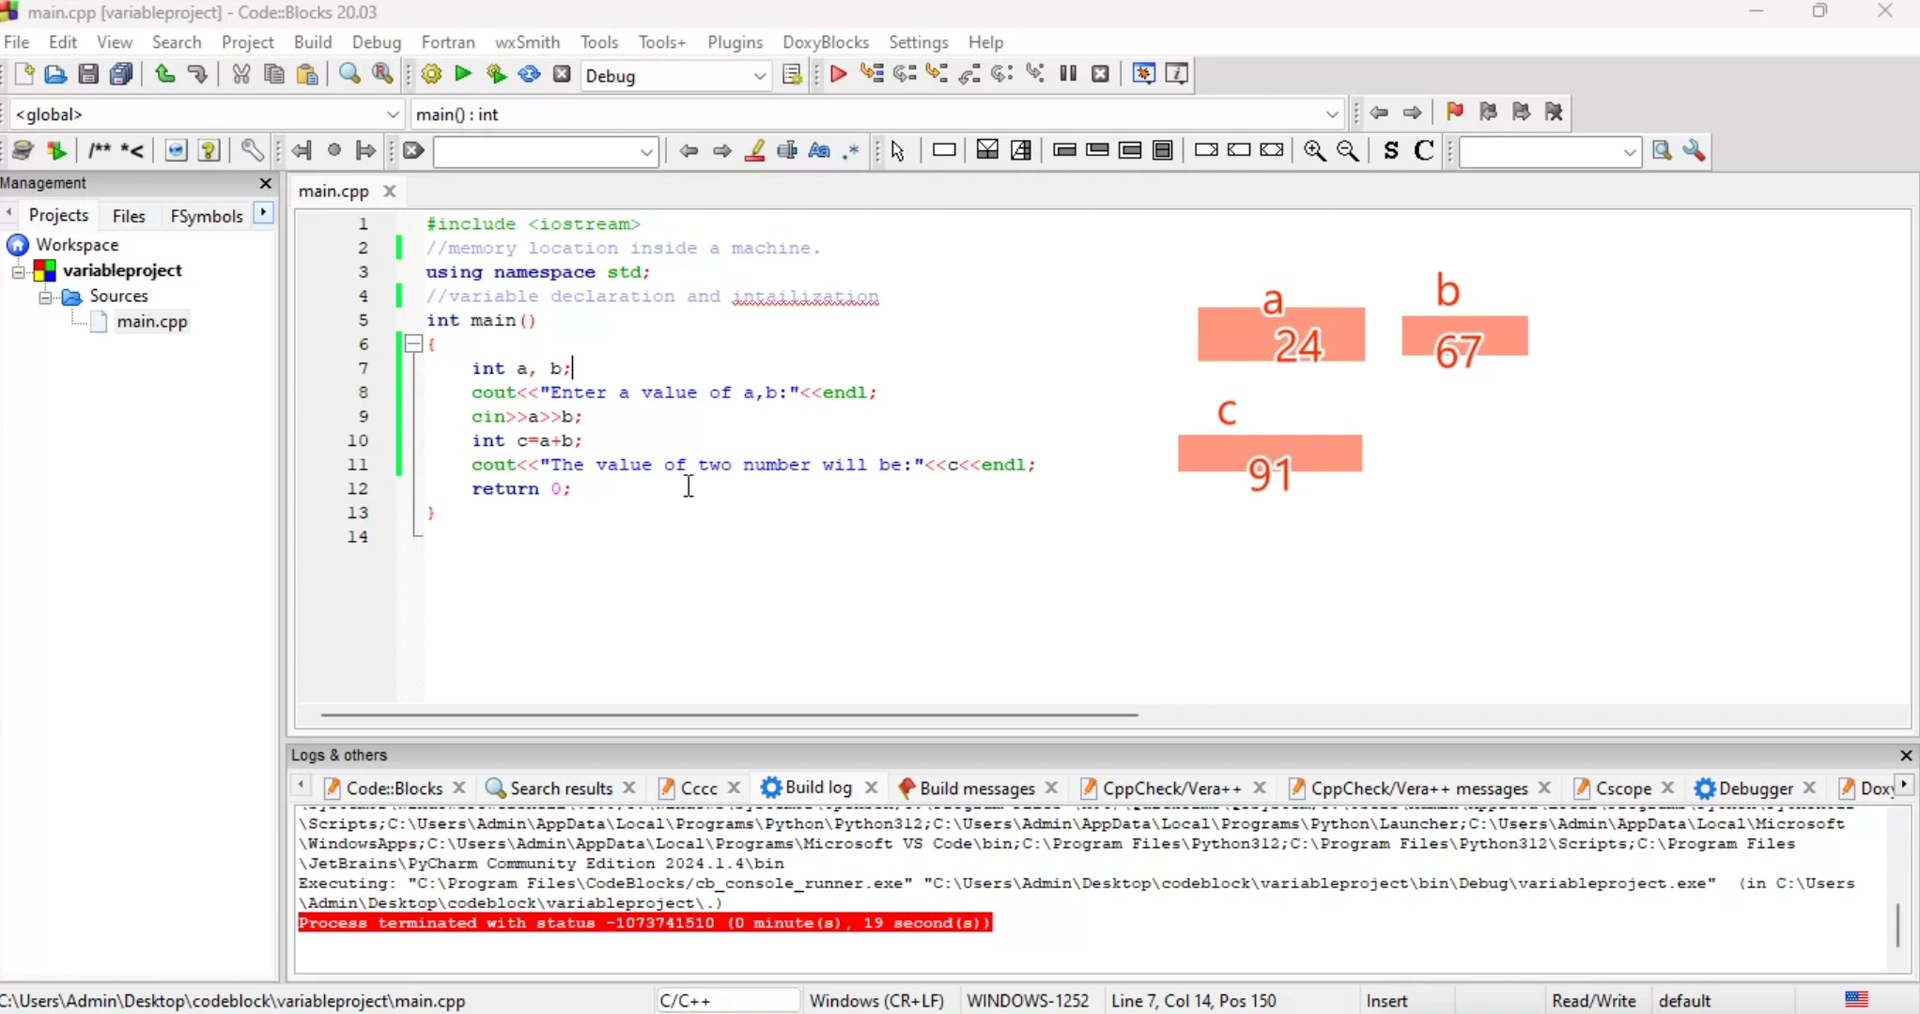 main.cpp [variableproject] - Code::Blocks 20.03
File Edit View Search Project Build Debug Fortran wxSmith Tools Tools+ Plugins DoxyBlocks Settings Help
Debug
<global> main() : int
/** *< Aa .* S C
Management
main.cpp
Projects Files FSymbols
Workspace
variableproject
Sources
main.cpp
1 #include <iostream>
2 //memory location inside a machine.
3 using namespace std;
4 //variable declaration and intailization
5 int main()
6 {
7 int a, b;
8 cout<<"Enter a value of a,b:"<<endl;
9 cin>>a>>b;
10 int c=a+b;
11 cout<<"The value of two number will be:"<<c<<endl;
12 return 0;
13 }
14
a b
24 67
c
91
Logs & others
Code::Blocks Search results Cccc Build log Build messages CppCheck/Vera++ CppCheck/Vera++ messages Cscope Debugger Doxy
\Scripts;C:\Users\Admin\AppData\Local\Programs\Python\Python312;C:\Users\Admin\AppData\Local\Programs\Python\Launcher;C:\Users\Admin\AppData\Local\Microsoft
\WindowsApps;C:\Users\Admin\AppData\Local\Programs\Microsoft VS Code\bin;C:\Program Files\Python312;C:\Program Files\Python312\Scripts;C:\Program Files
\JetBrains\PyCharm Community Edition 2024.1.4\bin
Executing: "C:\Program Files\CodeBlocks/cb_console_runner.exe" "C:\Users\Admin\Desktop\codeblock\variableproject\bin\Debug\variableproject.exe" (in C:\Users
\Admin\Desktop\codeblock\variableproject\.)
Process terminated with status -1073741510 (0 minute(s), 19 second(s))
C:\Users\Admin\Desktop\codeblock\variableproject\main.cpp C/C++ Windows (CR+LF) WINDOWS-1252 Line 7, Col 14, Pos 150 Insert Read/Write default